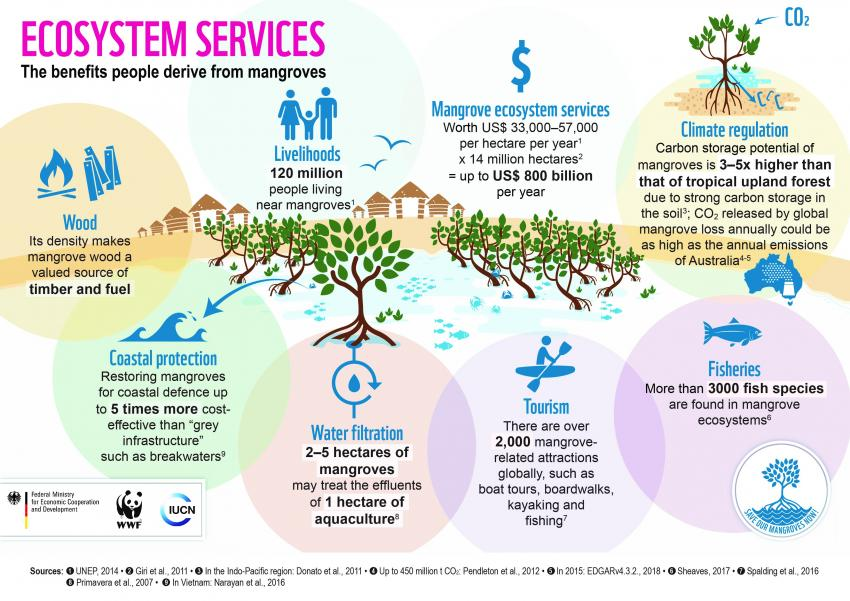 ECOSYSTEM SERVICES
The benefits people derive from mangroves
Wood
Its density makes
mangrove wood a
valued source of
timber and fuel
Livelihoods
120 million
people living
near mangroves¹
$
Mangrove ecosystem services
Worth US$ 33,000–57,000
per hectare per year¹
x 14 million hectares²
= up to US$ 800 billion
per year
CO₂
C C C
Climate regulation
Carbon storage potential of
mangroves is 3–5x higher than
that of tropical upland forest
due to strong carbon storage in
the soil³; CO₂ released by global
mangrove loss annually could be
as high as the annual emissions
of Australia⁴⁻⁵
Coastal protection
Restoring mangroves
for coastal defence up
to 5 times more cost-
effective than “grey
infrastructure”
such as breakwaters⁹
Water filtration
2–5 hectares of
mangroves
may treat the effluents
of 1 hectare of
aquaculture⁸
Tourism
There are over
2,000 mangrove-
related attractions
globally, such as
boat tours, boardwalks,
kayaking and
fishing⁷
Fisheries
More than 3000 fish species
are found in mangrove
ecosystems⁶
Federal Ministry
for Economic Cooperation
and Development
WWF
IUCN
SAVE OUR MANGROVES NOW!
Sources: ❶ UNEP, 2014 • ❷ Giri et al., 2011 • ❸ In the Indo-Pacific region: Donato et al., 2011 • ❹ Up to 450 million t CO₂: Pendleton et al., 2012 • ❺ In 2015: EDGARv4.3.2., 2018 • ❻ Sheaves, 2017 • ❼ Spalding et al., 2016
❽ Primavera et al., 2007 • ❾ In Vietnam: Narayan et al., 2016